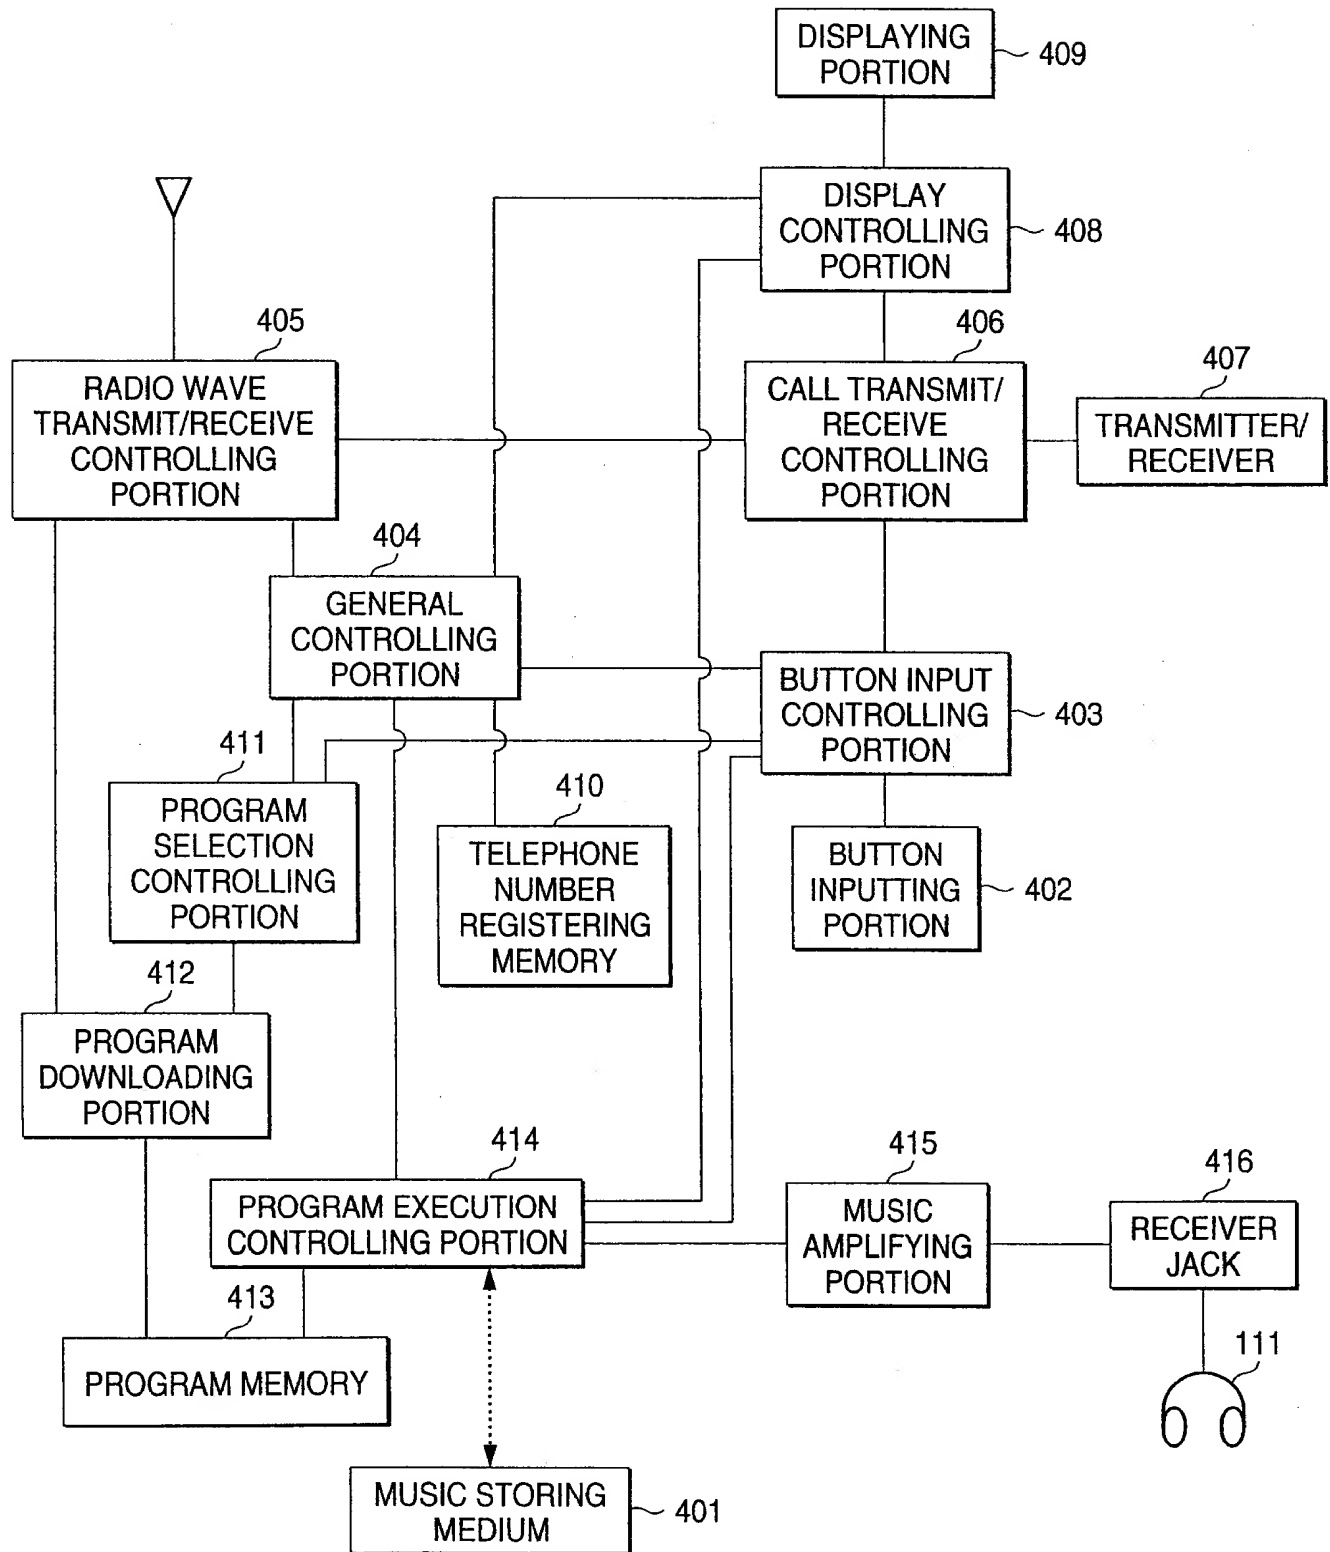 DISPLAYING
PORTION
409
DISPLAY
CONTROLLING
PORTION
408
405
RADIO WAVE
TRANSMIT/RECEIVE
CONTROLLING
PORTION
406
CALL TRANSMIT/
RECEIVE
CONTROLLING
PORTION
407
TRANSMITTER/
RECEIVER
404
GENERAL
CONTROLLING
PORTION
BUTTON INPUT
CONTROLLING
PORTION
403
411
PROGRAM
SELECTION
CONTROLLING
PORTION
410
TELEPHONE
NUMBER
REGISTERING
MEMORY
BUTTON
INPUTTING
PORTION
402
412
PROGRAM
DOWNLOADING
PORTION
414
PROGRAM EXECUTION
CONTROLLING PORTION
415
MUSIC
AMPLIFYING
PORTION
416
RECEIVER
JACK
413
PROGRAM MEMORY
111
MUSIC STORING
MEDIUM
401